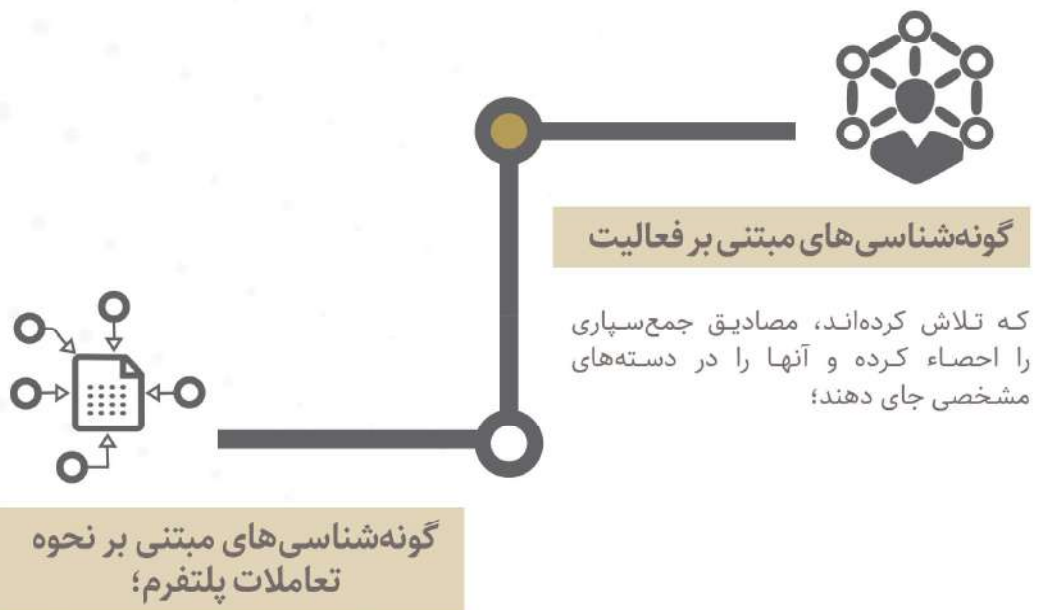 گونه‌شناسی‌های مبتنی بر فعالیت
که تلاش کرده‌اند، مصادیق جمع‌سپاری
را احصاء کرده و آنها را در دسته‌های
مشخصی جای دهند؛
گونه‌شناسی‌های مبتنی بر نحوه
تعاملات پلتفرم؛